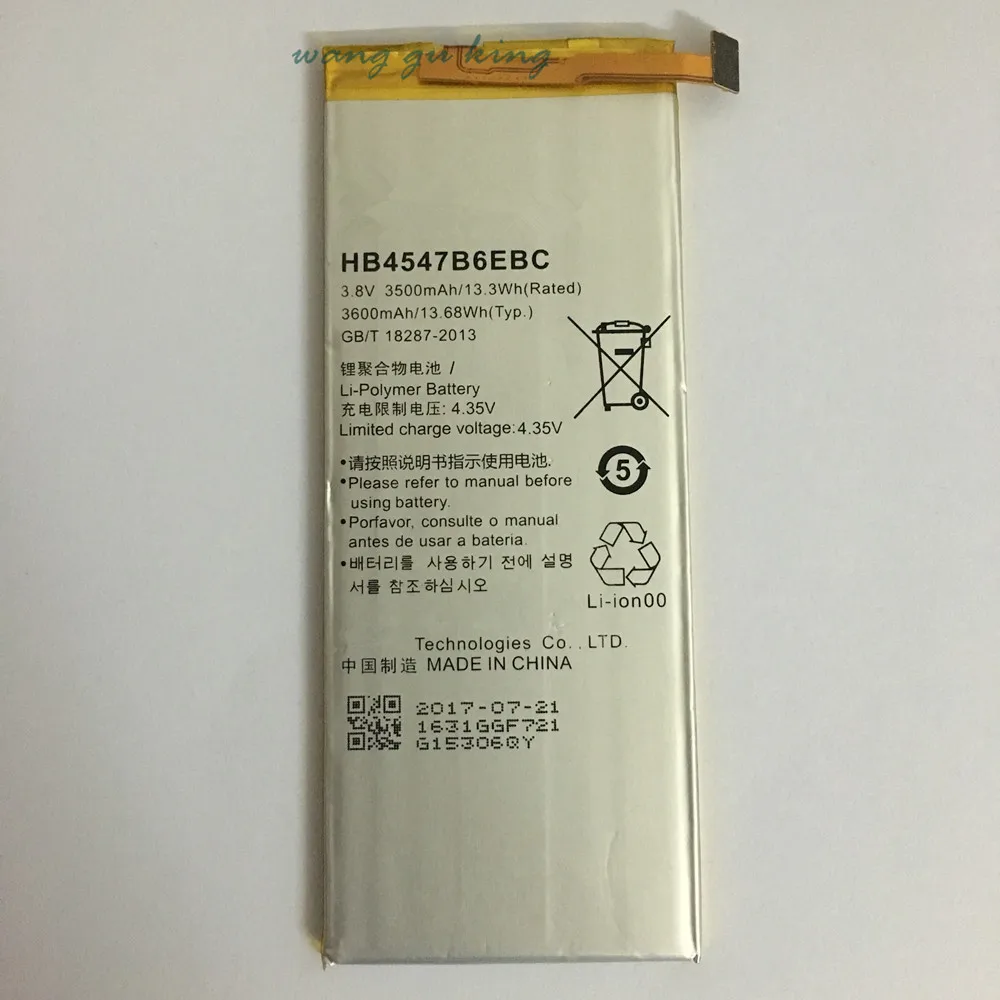 wang gu king
HB4547B6EBC
3.8V 3500mAh/13.3Wh(Rated)
3600mAh/13.68Wh(Typ.)
GB/T 18287-2013
锂聚合物电池 /
Li-Polymer Battery
充电限制电压: 4.35V
Limited charge voltage:4.35V
•请按照说明书指示使用电池.
•Please refer to manual before
using battery.
•Porfavor, consulte o manual
antes de usar a bateria.
•배터리를 사용하기 전에 설명
서를 참조하십시오
5
Li-ion00
Technologies Co.,LTD.
中国制造 MADE IN CHINA
2017-07-21
1631GGF721
G15306QY